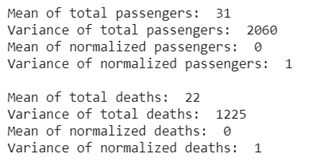 Mean of total passengers:  31
Variance of total passengers:  2060
Mean of normalized passengers:  0
Variance of normalized passengers:  1

Mean of total deaths:  22
Variance of total deaths:  1225
Mean of normalized deaths:  0
Variance of normalized deaths:  1